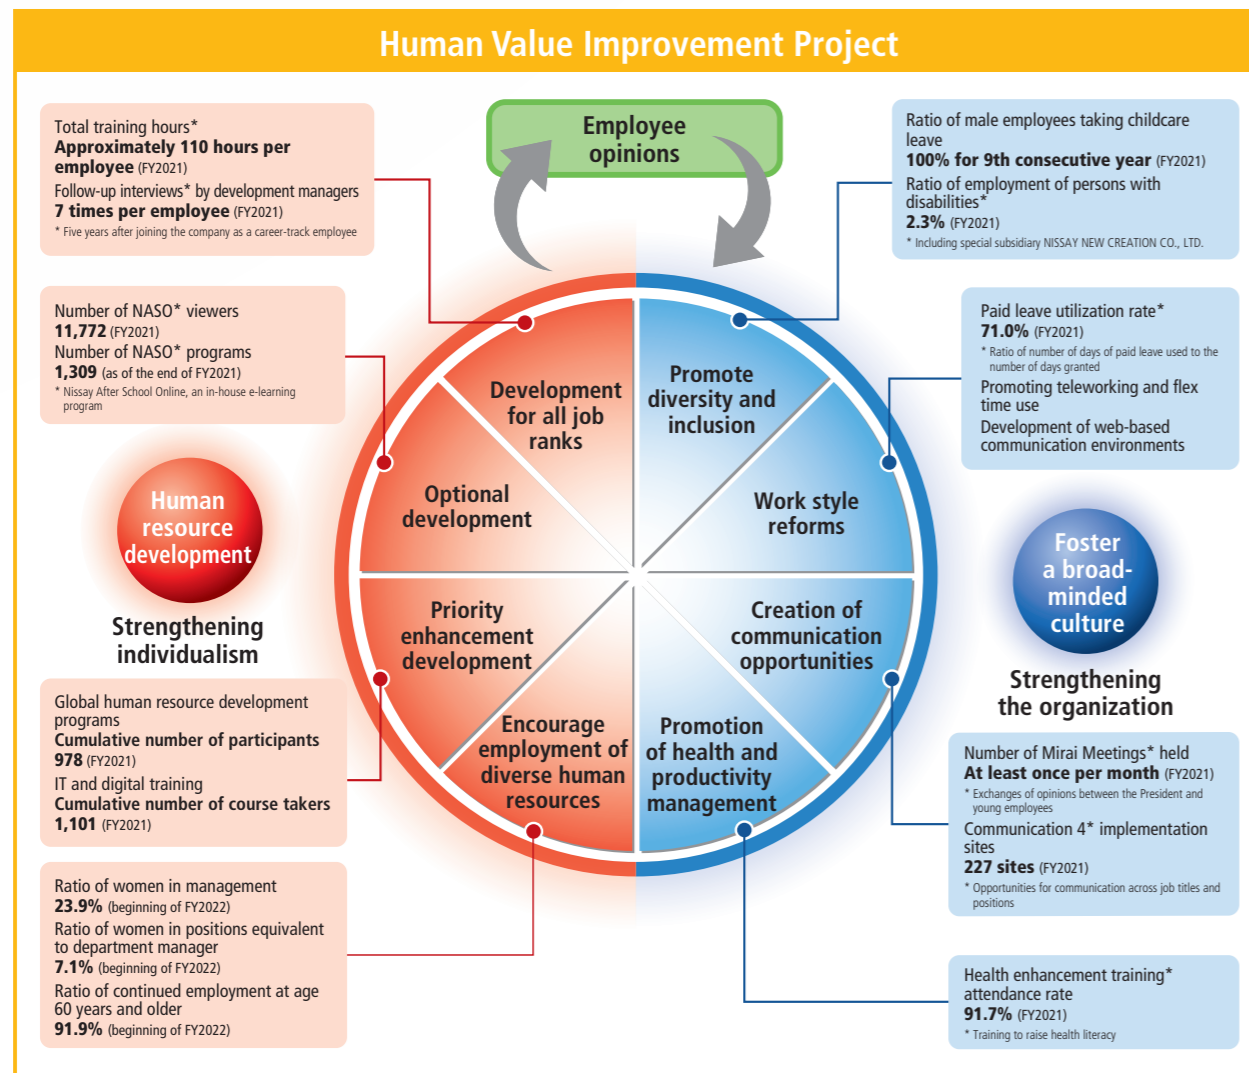 Human Value Improvement Project
Employee
opinions
Total training hours*
Approximately 110 hours per
employee (FY2021)
Follow-up interviews* by development managers
7 times per employee (FY2021)
* Five years after joining the company as a career-track employee
Number of NASO* viewers
11,772 (FY2021)
Number of NASO* programs
1,309 (as of the end of FY2021)
* Nissay After School Online, an in-house e-learning
program
Human
resource
development
Strengthening
individualism
Global human resource development
programs
Cumulative number of participants
978 (FY2021)
IT and digital training
Cumulative number of course takers
1,101 (FY2021)
Ratio of women in management
23.9% (beginning of FY2022)
Ratio of women in positions equivalent
to department manager
7.1% (beginning of FY2022)
Ratio of continued employment at age
60 years and older
91.9% (beginning of FY2022)
Development
for all job
ranks
Optional
development
Priority
enhancement
development
Encourage
employment of
diverse human
resources
Promote
diversity and
inclusion
Work style
reforms
Creation of
communication
opportunities
Promotion
of health and
productivity
management
Ratio of male employees taking childcare
leave
100% for 9th consecutive year (FY2021)
Ratio of employment of persons with
disabilities*
2.3% (FY2021)
* Including special subsidiary NISSAY NEW CREATION CO., LTD.
Paid leave utilization rate*
71.0% (FY2021)
* Ratio of number of days of paid leave used to the
number of days granted
Promoting teleworking and flex
time use
Development of web-based
communication environments
Foster
a broad-
minded
culture
Strengthening
the organization
Number of Mirai Meetings* held
At least once per month (FY2021)
* Exchanges of opinions between the President and
young employees
Communication 4* implementation
sites
227 sites (FY2021)
* Opportunities for communication across job titles and
positions
Health enhancement training*
attendance rate
91.7% (FY2021)
* Training to raise health literacy